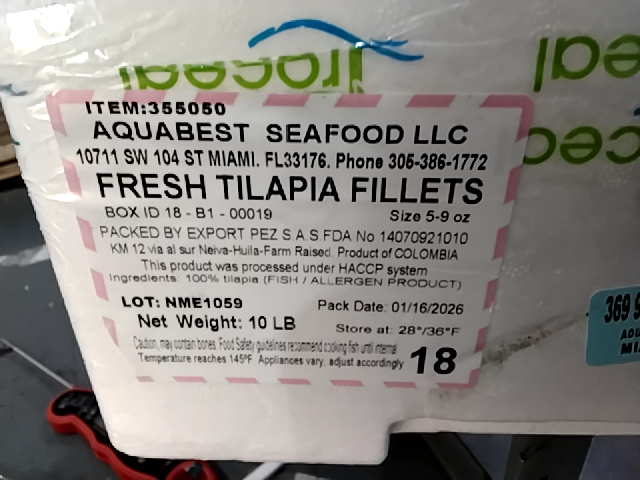 ITEM:355050
AQUABEST SEAFOOD LLC
10711 SW 104 ST MIAMI. FL33176. Phone 305-386-1772
FRESH TILAPIA FILLETS
BOX ID 18 - B1 - 00019 Size 5-9 oz
PACKED BY EXPORT PEZ S.A.S.FDA No 14070921010
KM 12 via al sur Neiva-Huila-Farm Raised. Product of COLOMBIA
This product was processed under HACCP system
Ingredients: 100% tilapia (FISH / ALLERGEN PRODUCT)
LOT: NME1059 Pack Date: 01/16/2026
Net Weight: 10 LB Store at: 28°/36°F
Caution, may contain bones. Food Safety guidelines recommend cooking fish until internal
Temperature reaches 145ºF Appliances vary, adjust accordingly 18
369